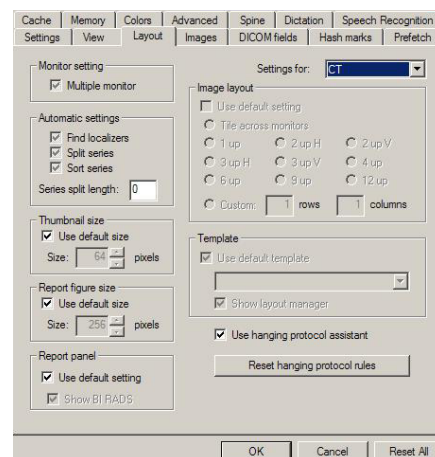 Cache Memory Colors Advanced Spine Dictation Speech Recognition
Settings View Layout Images DICOM fields Hash marks Prefetch
Monitor setting
Multiple monitor
Automatic settings
Find localizers
Split series
Sort series
Series split length: 0
Thumbnail size
Use default size
Size: 64 pixels
Report figure size
Use default size
Size: 256 pixels
Report panel
Use default setting
Show BI RADS
Settings for: CT
Image layout
Use default setting
Tile across monitors
1 up 2 up H 2 up V
3 up H 3 up V 4 up
6 up 9 up 12 up
Custom: 1 rows 1 columns
Template
Use default template
Show layout manager
Use hanging protocol assistant
Reset hanging protocol rules
OK Cancel Reset All